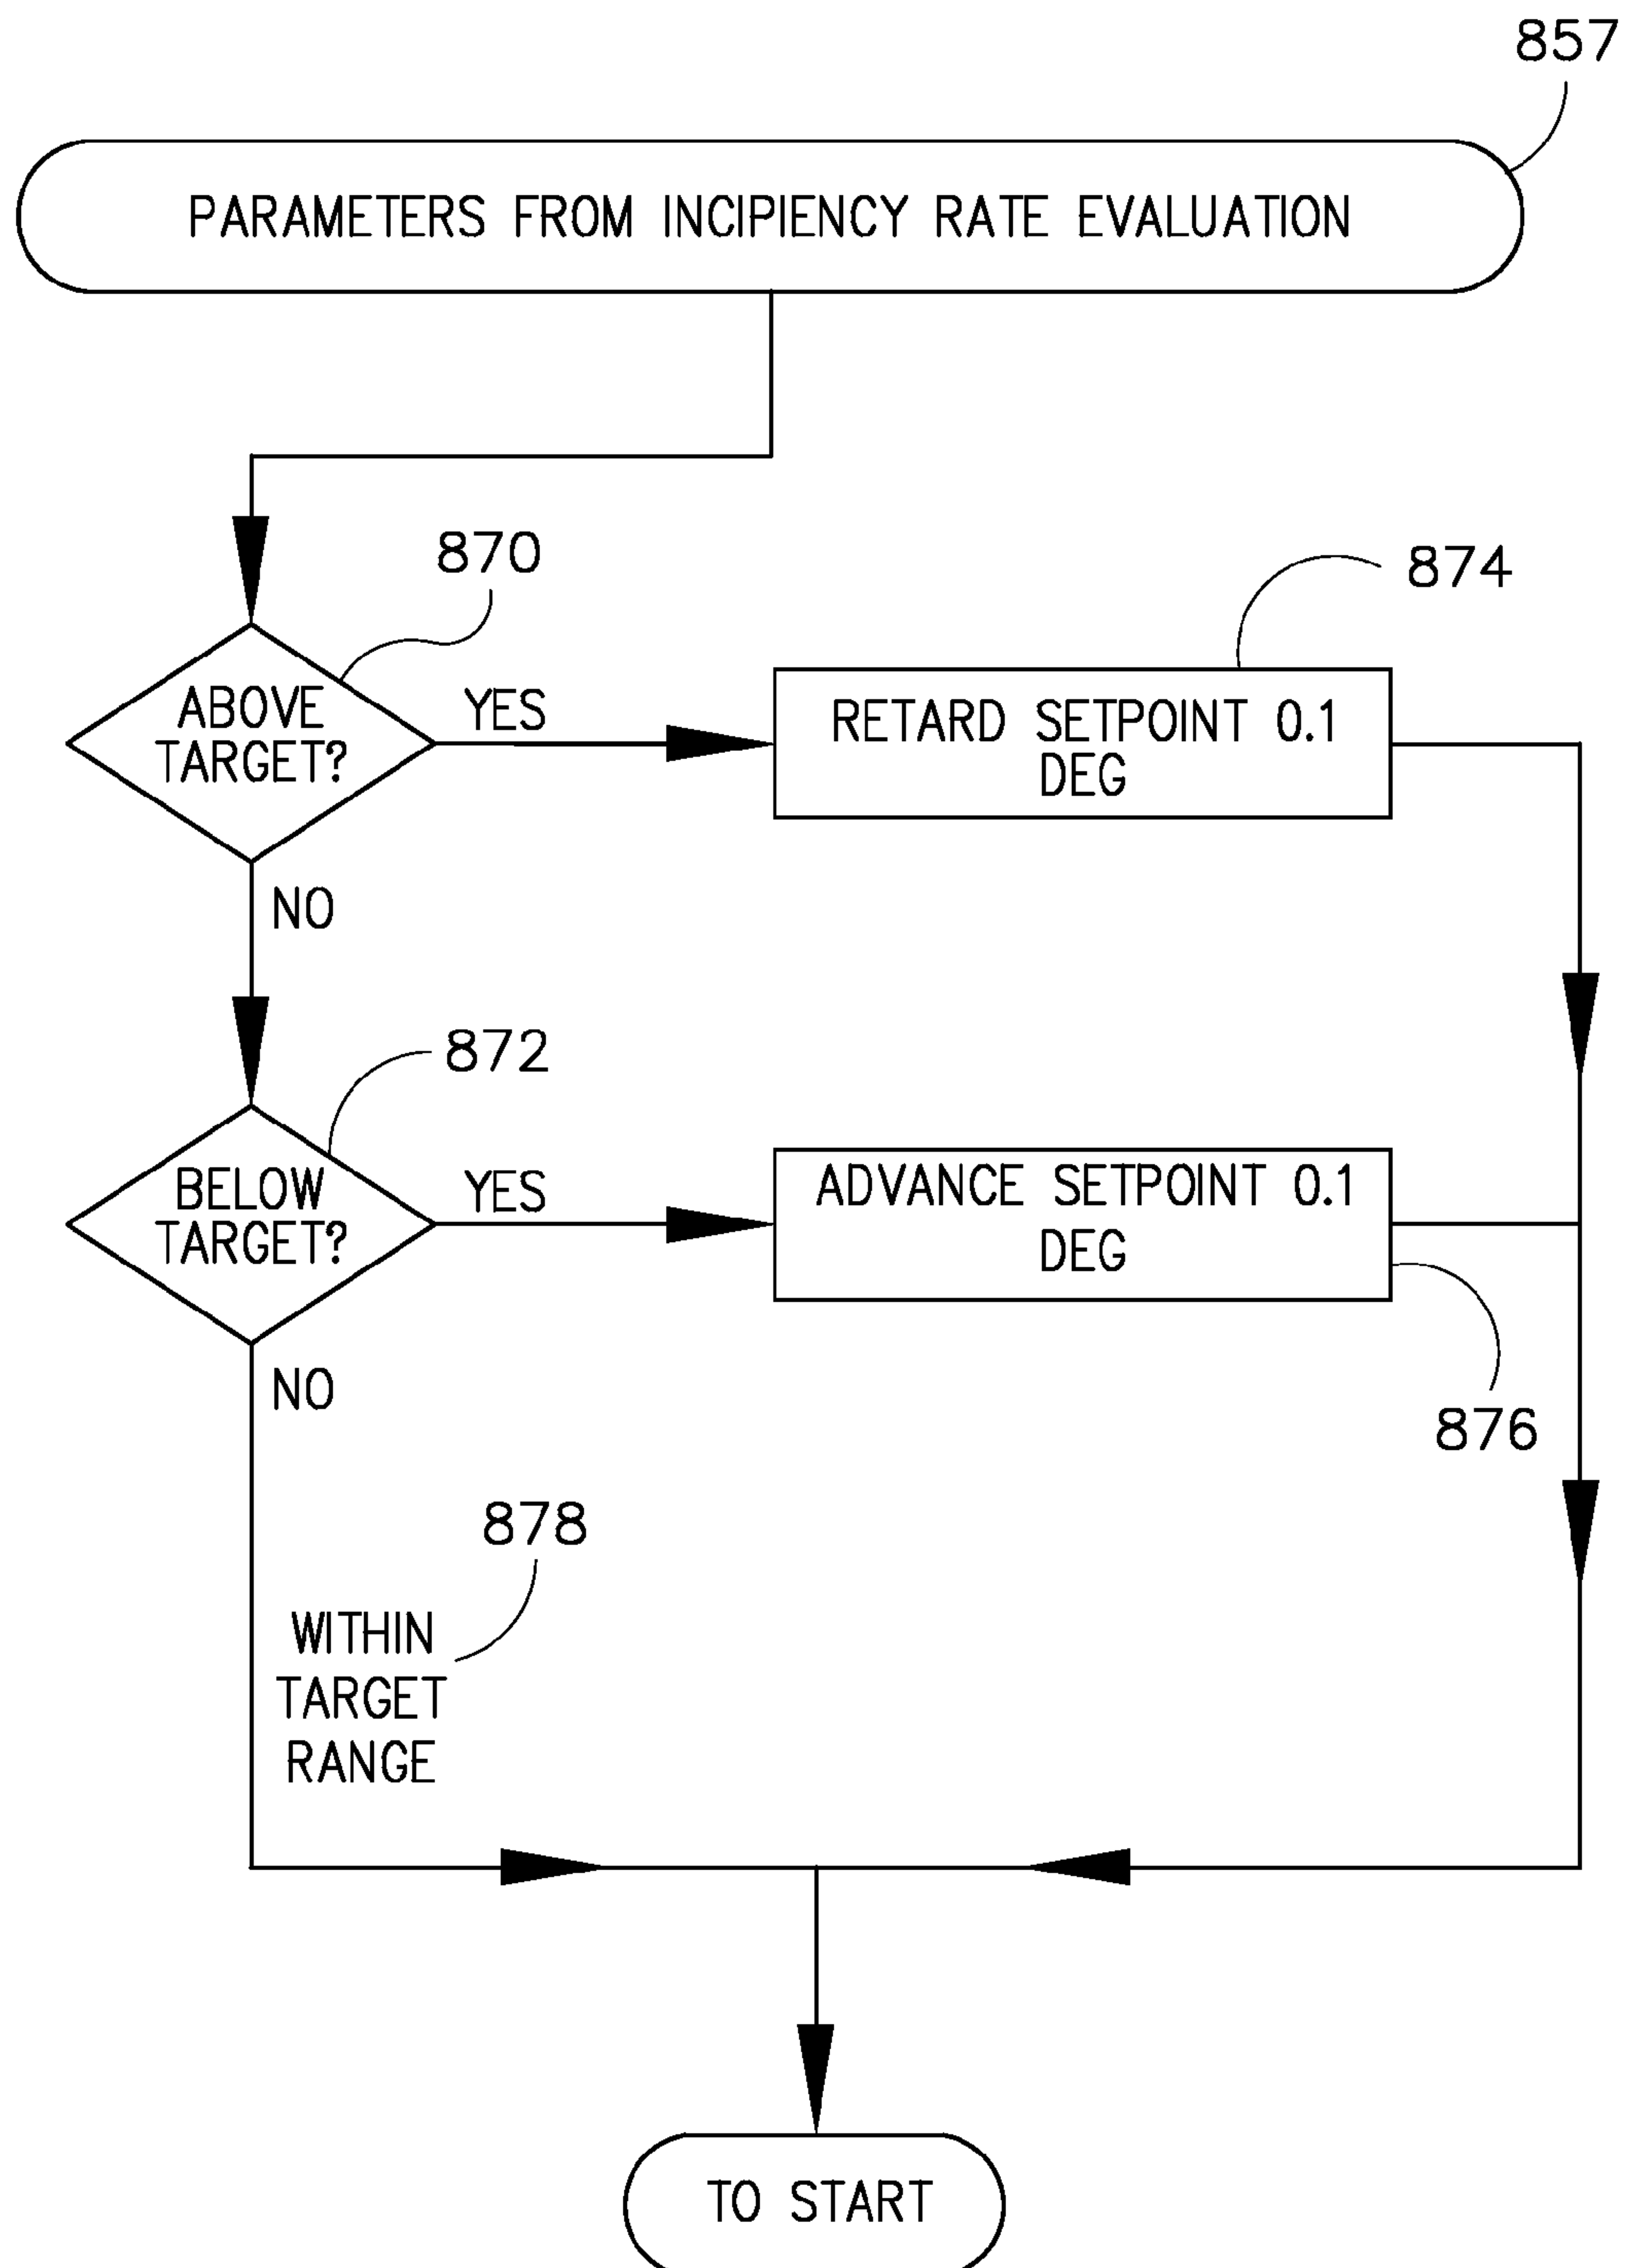 857
PARAMETERS FROM INCIPIENCY RATE EVALUATION
870
874
ABOVE
TARGET?
YES
RETARD SETPOINT 0.1
DEG
NO
872
BELOW
TARGET?
YES
ADVANCE SETPOINT 0.1
DEG
NO
876
878
WITHIN
TARGET
RANGE
TO START